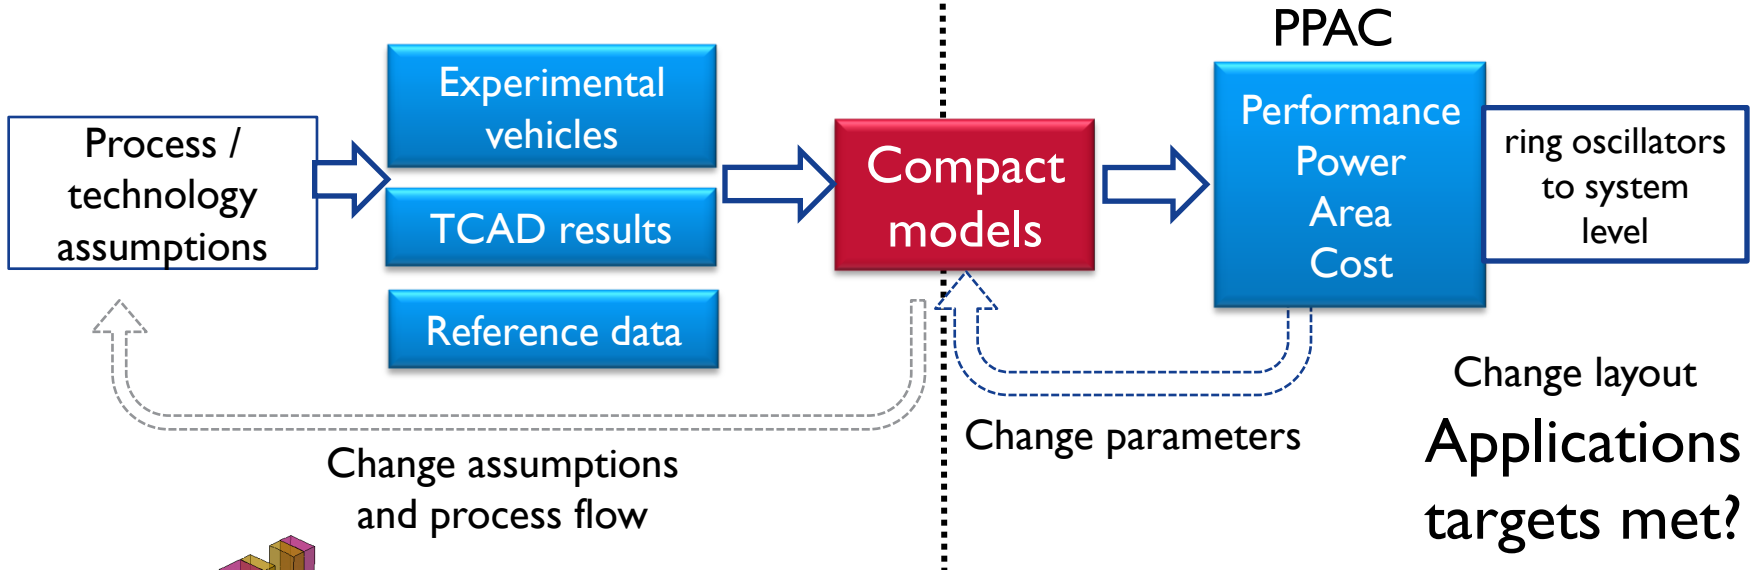 PPAC
Process /
technology
assumptions
Experimental
vehicles
TCAD results
Reference data
Compact
models
Performance
Power
Area
Cost
ring oscillators
to system
level
Change assumptions
and process flow
Change parameters
Change layout
Applications
targets met?